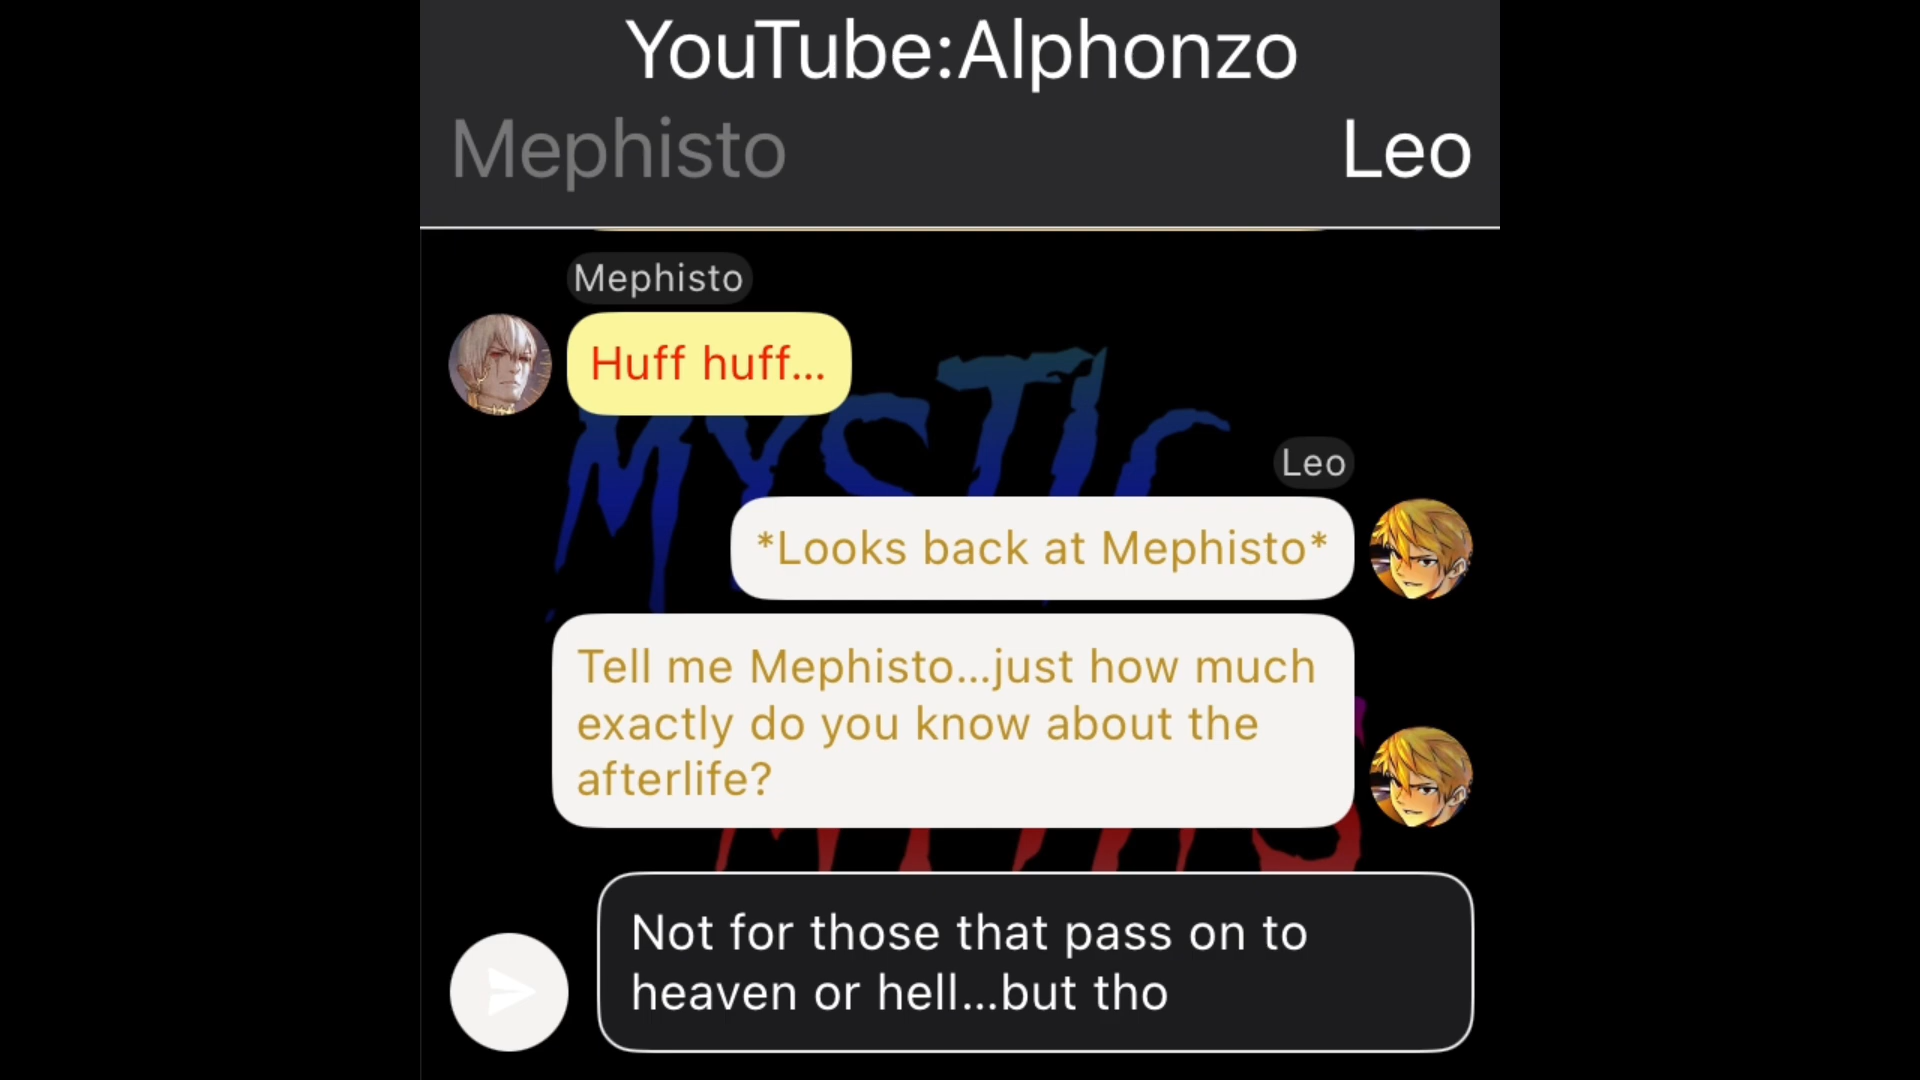 YouTube:Alphonzo
Mephisto
Leo
Mephisto
Huff huff...
MYSTIC
Leo
*Looks back at Mephisto*
Tell me Mephisto...just how much
exactly do you know about the
afterlife?
Not for those that pass on to
heaven or hell...but tho